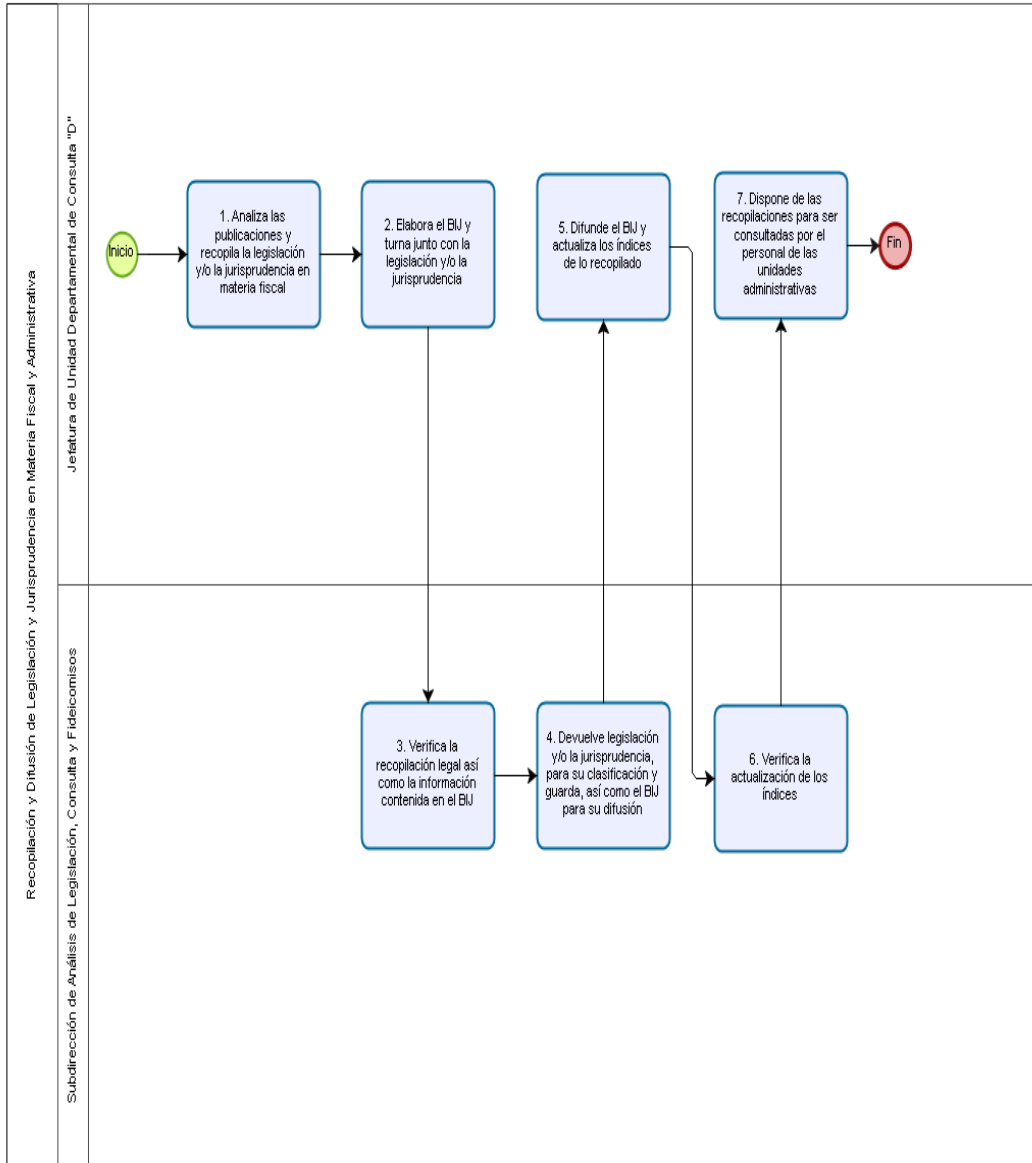 Recopilación y Difusión de Legislación y Jurisprudencia en Materia Fiscal y Administrativa
Jefatura de Unidad Departamental de Consulta "D"
Inicio
1. Analiza las
publicaciones y
recopila la legislación
y/o la jurisprudencia en
materia fiscal
2. Elabora el BIJ y
turna junto con la
legislación y/o la
jurisprudencia
5. Difunde el BIJ y
actualiza los índices
de lo recopilado
7. Dispone de las
recopilaciones para ser
consultadas por el
personal de las
unidades
administrativas
Fin
Subdirección de Análisis de Legislación, Consulta y Fideicomisos
3. Verifica la
recopilación legal así
como la información
contenida en el BIJ
4. Devuelve legislación
y/o la jurisprudencia,
para su clasificación y
guarda, así como el BIJ
para su difusión
6. Verifica la
actualización de los
índices